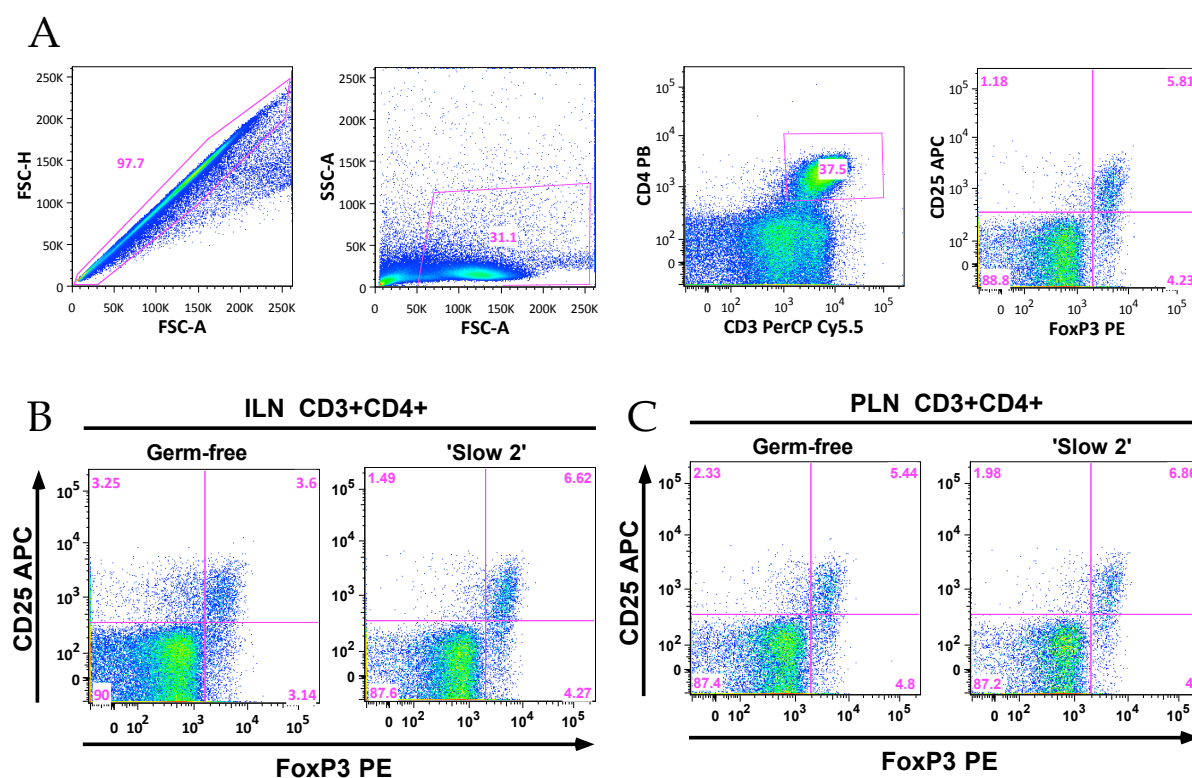 A
250K
200K
150K
100K
50K
0
FSC-H
97.7
0 50K 100K 150K 200K 250K
FSC-A
250K
200K
150K
100K
50K
0
SSC-A
31.1
0 50K 100K 150K 200K 250K
FSC-A
10^5
10^4
10^3
10^2
0
CD4 PB
37.5
0 10^2 10^3 10^4 10^5
CD3 PerCP Cy5.5
1.18 5.81
10^5
10^4
10^3
10^2
0
CD25 APC
88.8 4.23
0 10^2 10^3 10^4 10^5
FoxP3 PE
B
ILN CD3+CD4+
Germ-free 'Slow 2'
CD25 APC
3.25 3.6
10^5
10^4
10^3
10^2
0
90 3.14
0 10^2 10^3 10^4 10^5
1.49 6.62
10^5
10^4
10^3
10^2
0
87.6 4.27
0 10^2 10^3 10^4 10^5
FoxP3 PE
C
PLN CD3+CD4+
Germ-free 'Slow 2'
CD25 APC
2.33 5.44
10^5
10^4
10^3
10^2
0
87.4 4.8
0 10^2 10^3 10^4 10^5
1.98
10^5
10^4
10^3
10^2
0
87.2
0 10^2 10^3 10^4 10^5
FoxP3 PE